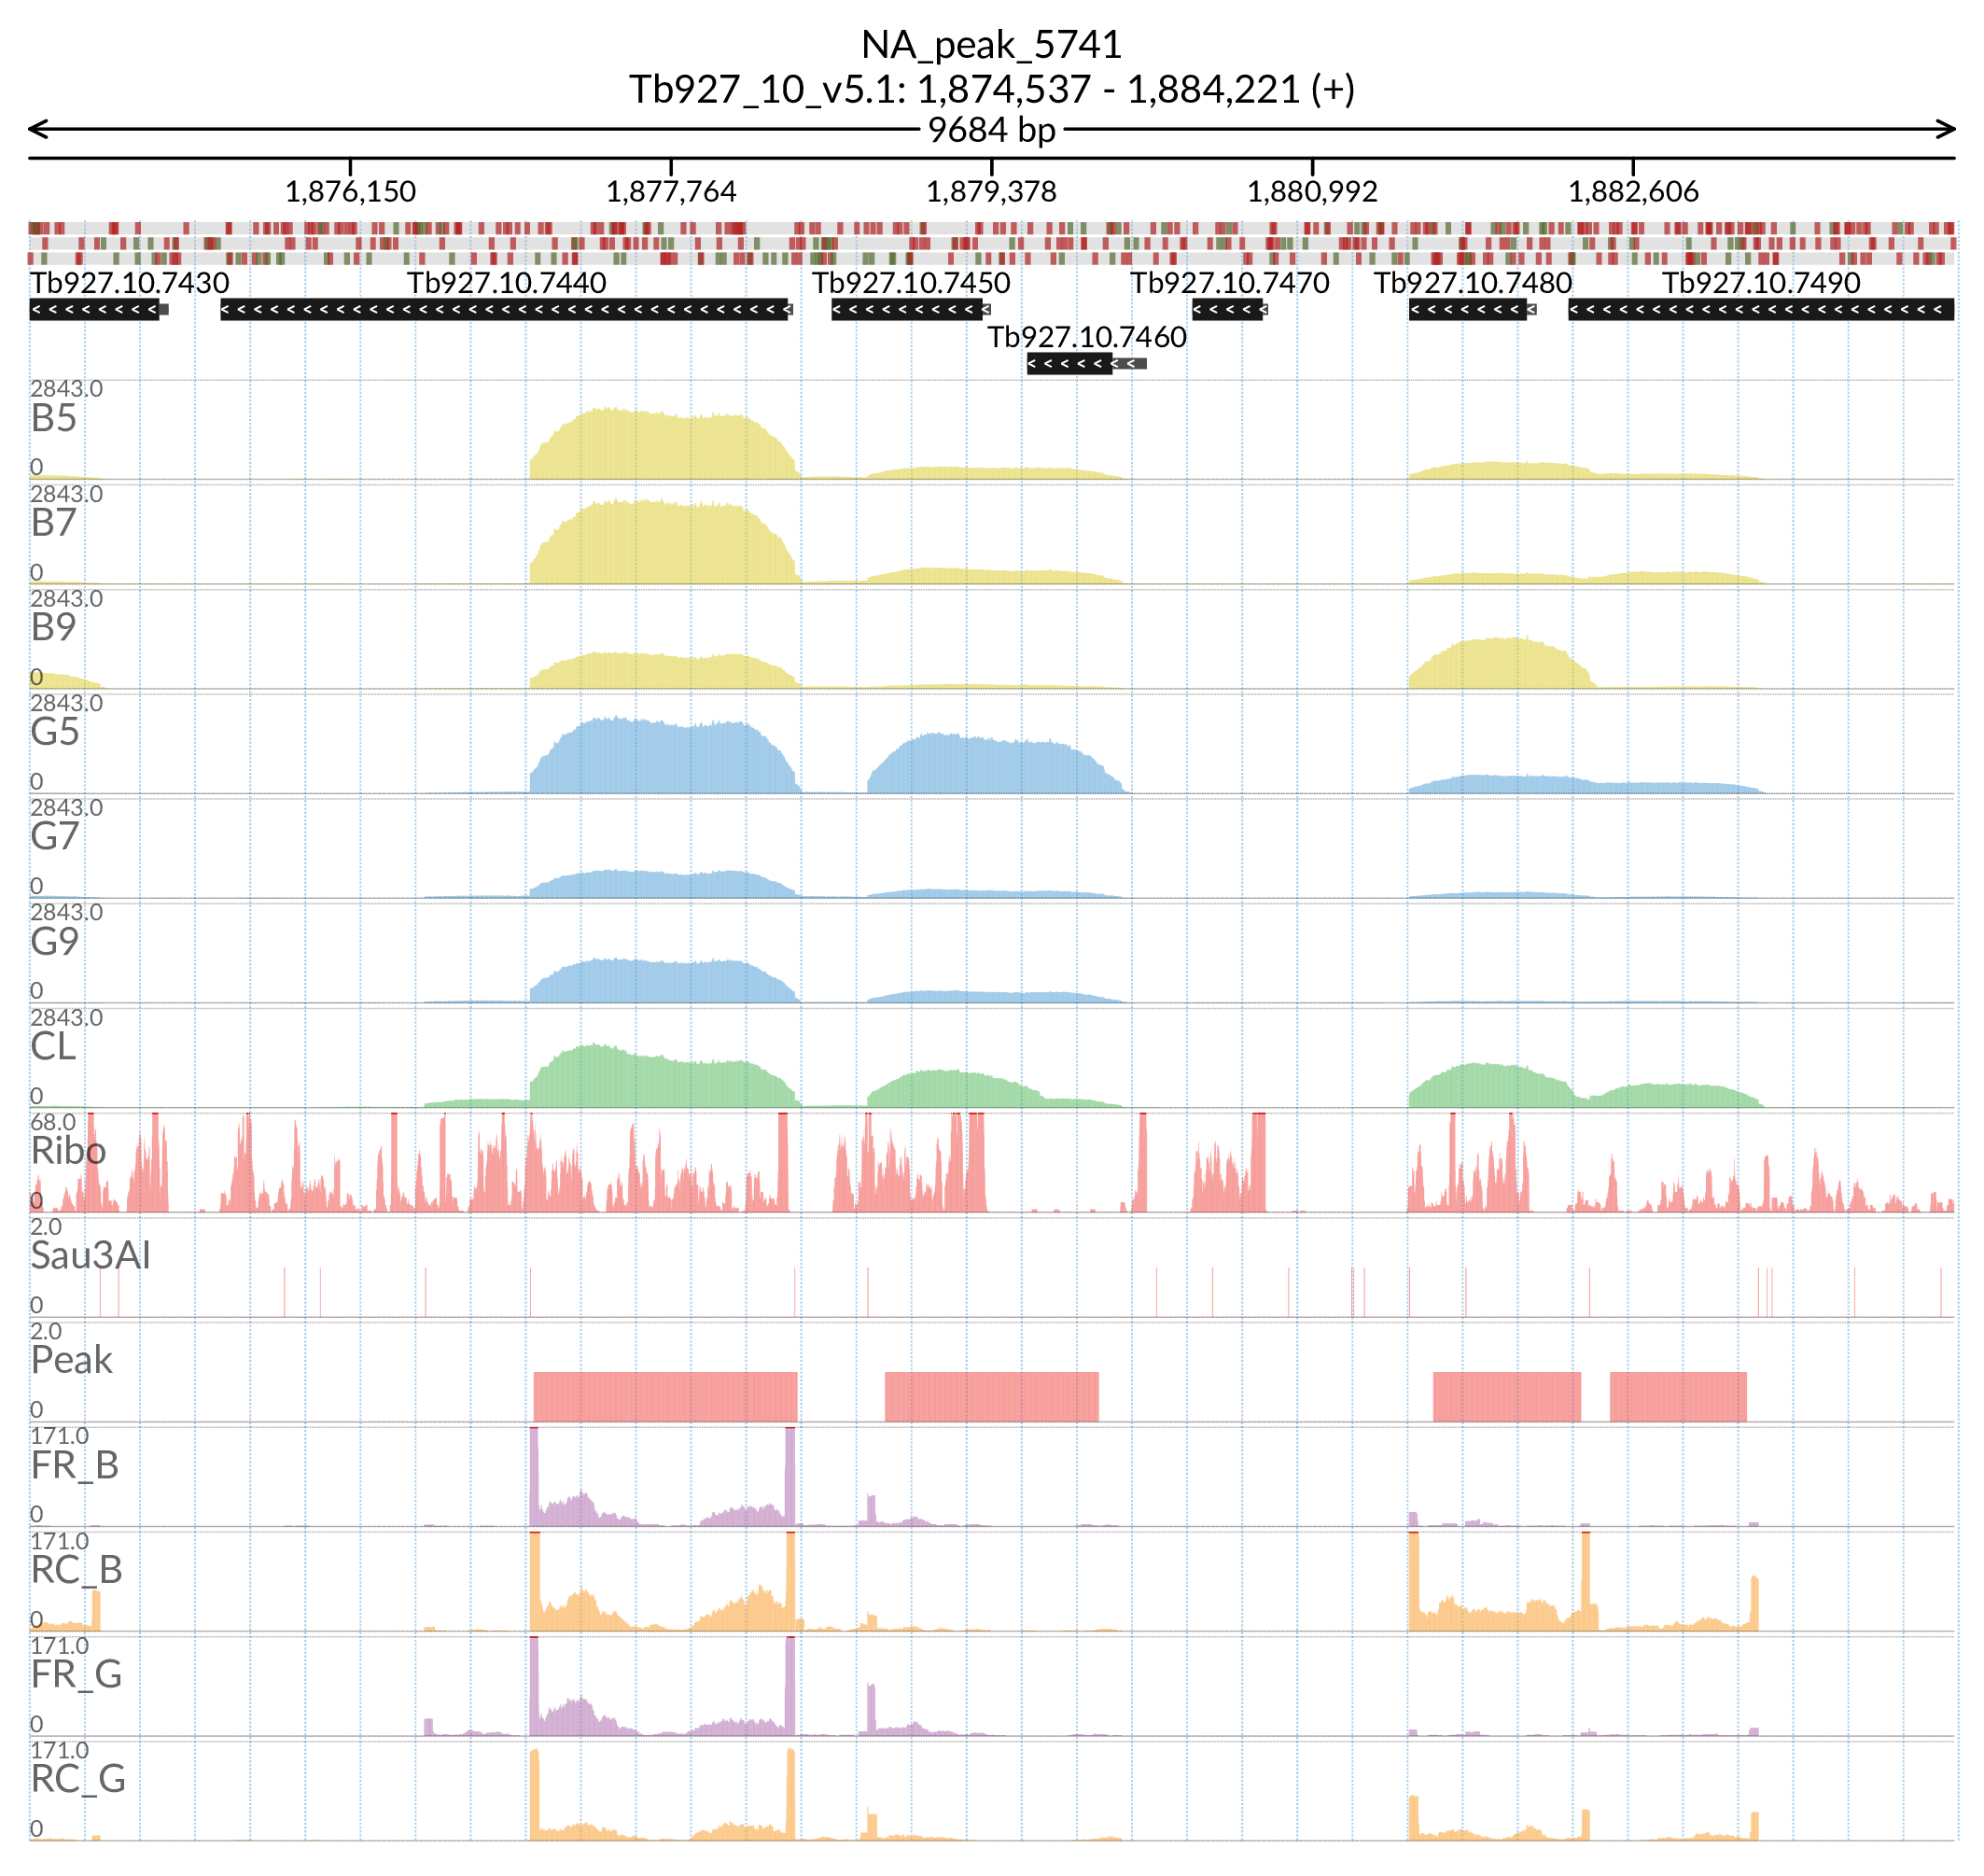 NA_peak_5741
Tb927_10_v5.1: 1,874,537 - 1,884,221 (+)
9684 bp
1,876,150 1,877,764 1,879,378 1,880,992 1,882,606
Tb927.10.7430 Tb927.10.7440 Tb927.10.7450 Tb927.10.7470 Tb927.10.7480 Tb927.10.7490
Tb927.10.7460
2843.0
B5
0
2843.0
B7
0
2843.0
B9
0
2843.0
G5
0
2843.0
G7
0
2843.0
G9
0
2843.0
CL
0
68.0
Ribo
0
2.0
Sau3AI
0
2.0
Peak
0
171.0
FR_B
0
171.0
RC_B
0
171.0
FR_G
0
171.0
RC_G
0